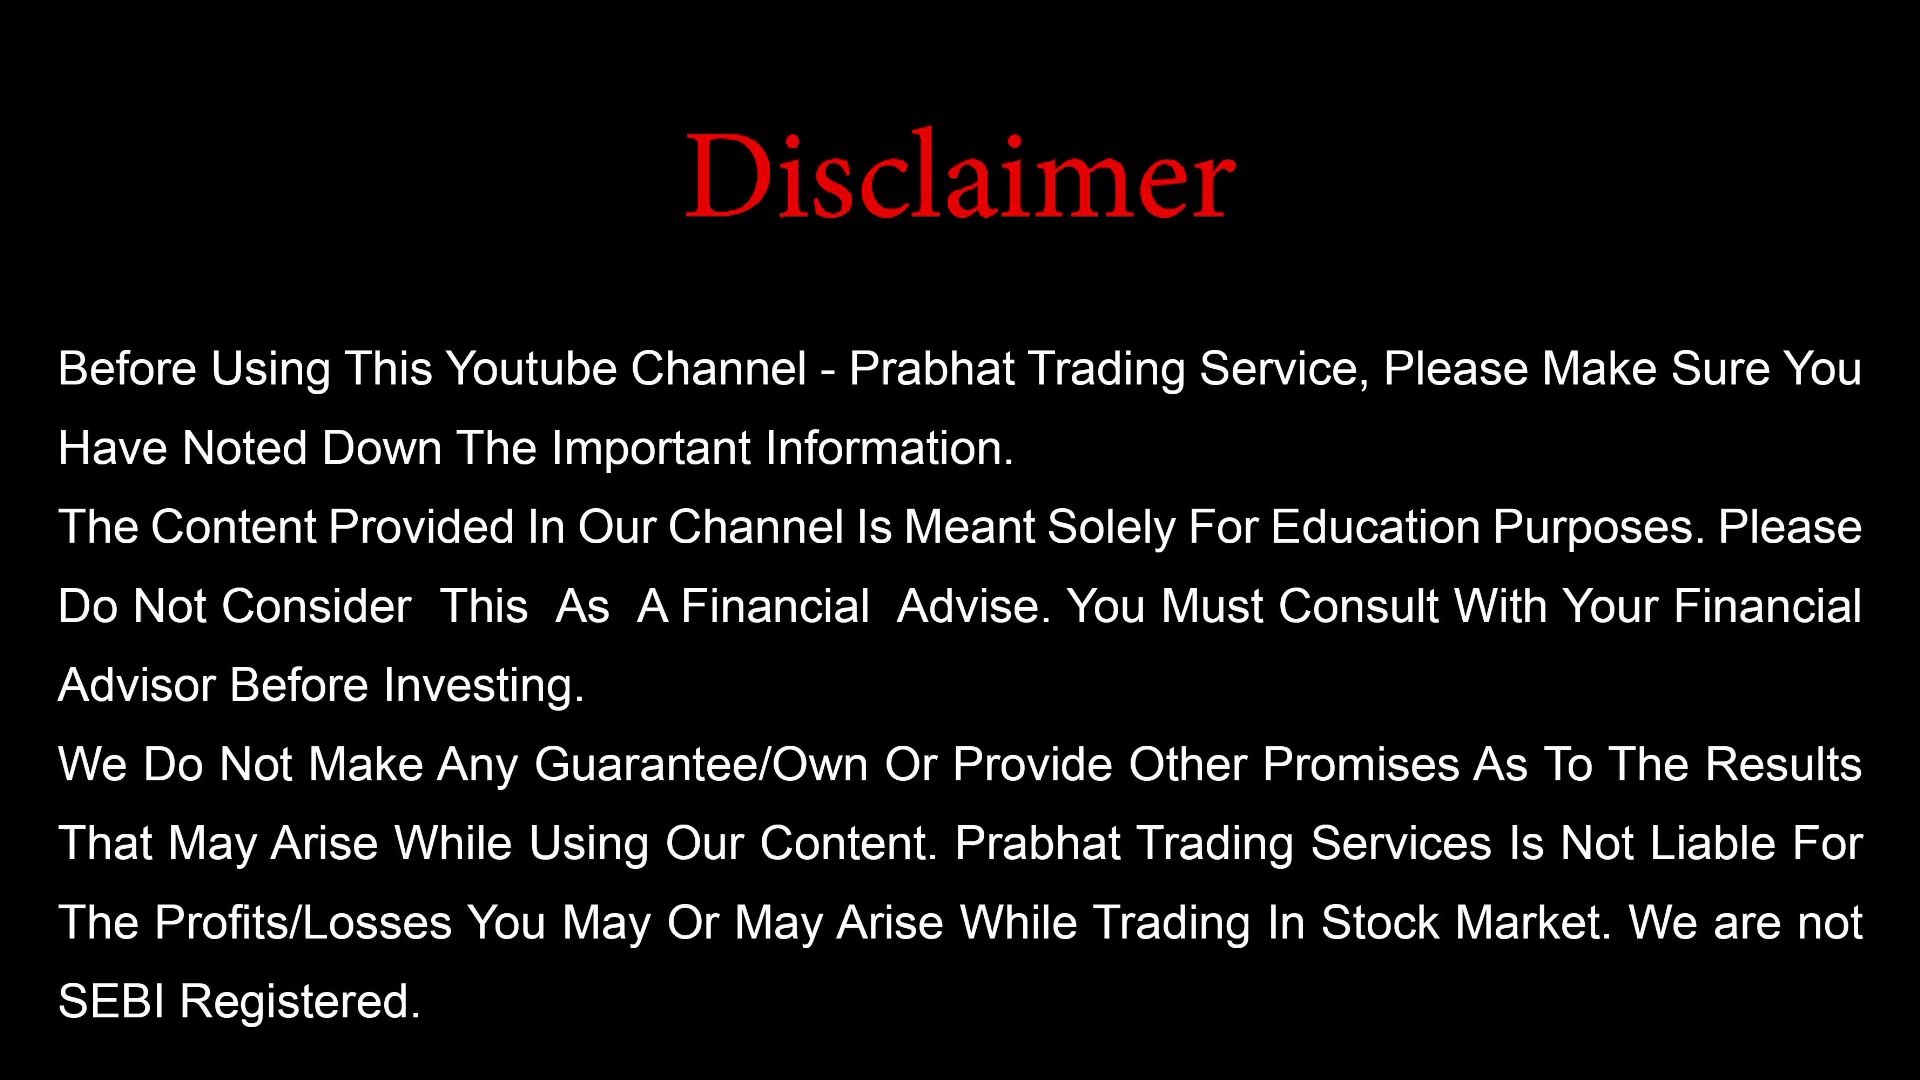 Disclaimer
Before Using This Youtube Channel - Prabhat Trading Service, Please Make Sure You
Have Noted Down The Important Information.
The Content Provided In Our Channel Is Meant Solely For Education Purposes. Please
Do Not Consider This As A Financial Advise. You Must Consult With Your Financial
Advisor Before Investing.
We Do Not Make Any Guarantee/Own Or Provide Other Promises As To The Results
That May Arise While Using Our Content. Prabhat Trading Services Is Not Liable For
The Profits/Losses You May Or May Arise While Trading In Stock Market. We are not
SEBI Registered.